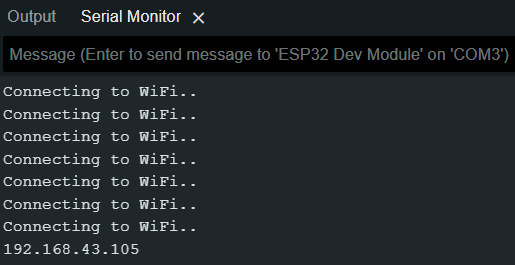 Output Serial Monitor ×
Message (Enter to send message to 'ESP32 Dev Module' on 'COM3')
Connecting to WiFi..
Connecting to WiFi..
Connecting to WiFi..
Connecting to WiFi..
Connecting to WiFi..
Connecting to WiFi..
Connecting to WiFi..
192.168.43.105